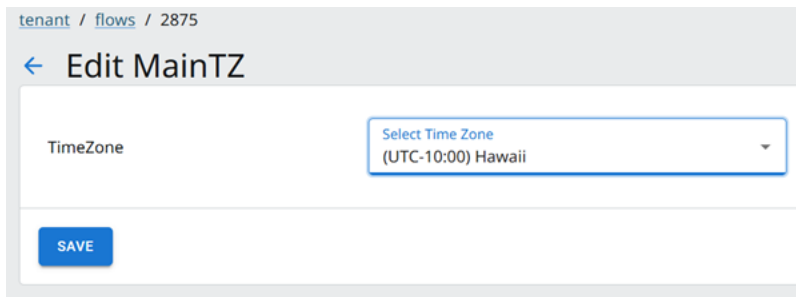 tenant / flows / 2875
← Edit MainTZ
TimeZone
Select Time Zone
(UTC-10:00) Hawaii
SAVE